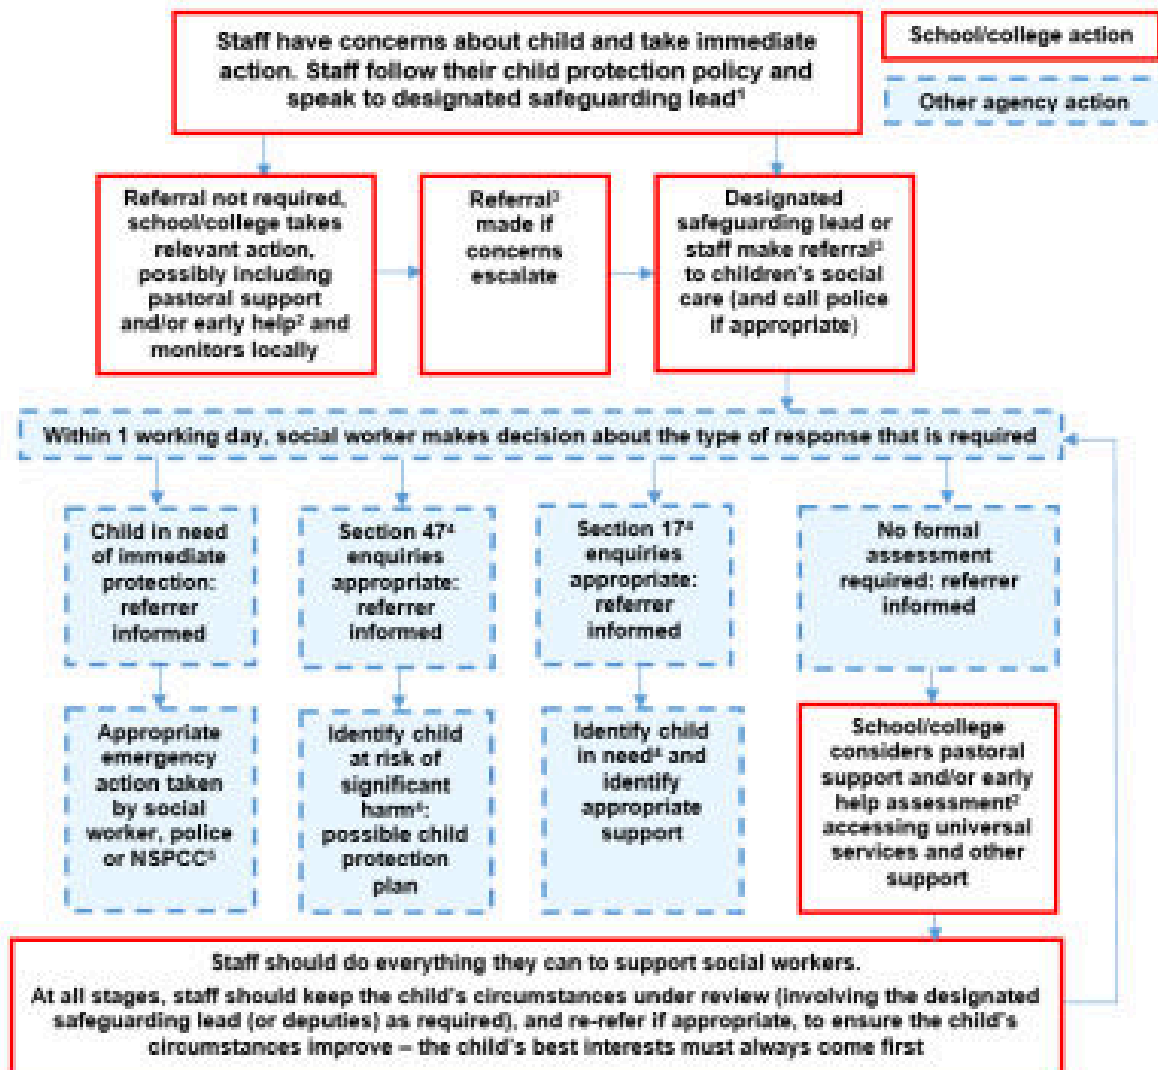 Staff have concerns about child and take immediate
action. Staff follow their child protection policy and
speak to designated safeguarding lead¹
School/college action
Other agency action
Referral not required,
school/college takes
relevant action,
possibly including
pastoral support
and/or early help² and
monitors locally
Referral³
made if
concerns
escalate
Designated
safeguarding lead or
staff make referral³
to children's social
care (and call police
if appropriate)
Within 1 working day, social worker makes decision about the type of response that is required
Child in need
of immediate
protection:
referrer
informed
Section 47⁴
enquiries
appropriate:
referrer
informed
Section 17⁴
enquiries
appropriate:
referrer
informed
No formal
assessment
required: referrer
informed
Appropriate
emergency
action taken
by social
worker, police
or NSPCC⁵
Identify child
at risk of
significant
harm⁴:
possible child
protection
plan
Identify child
in need⁴ and
identify
appropriate
support
School/college
considers pastoral
support and/or early
help assessment²
accessing universal
services and other
support
Staff should do everything they can to support social workers.
At all stages, staff should keep the child's circumstances under review (involving the designated
safeguarding lead (or deputies) as required), and re-refer if appropriate, to ensure the child's
circumstances improve – the child's best interests must always come first